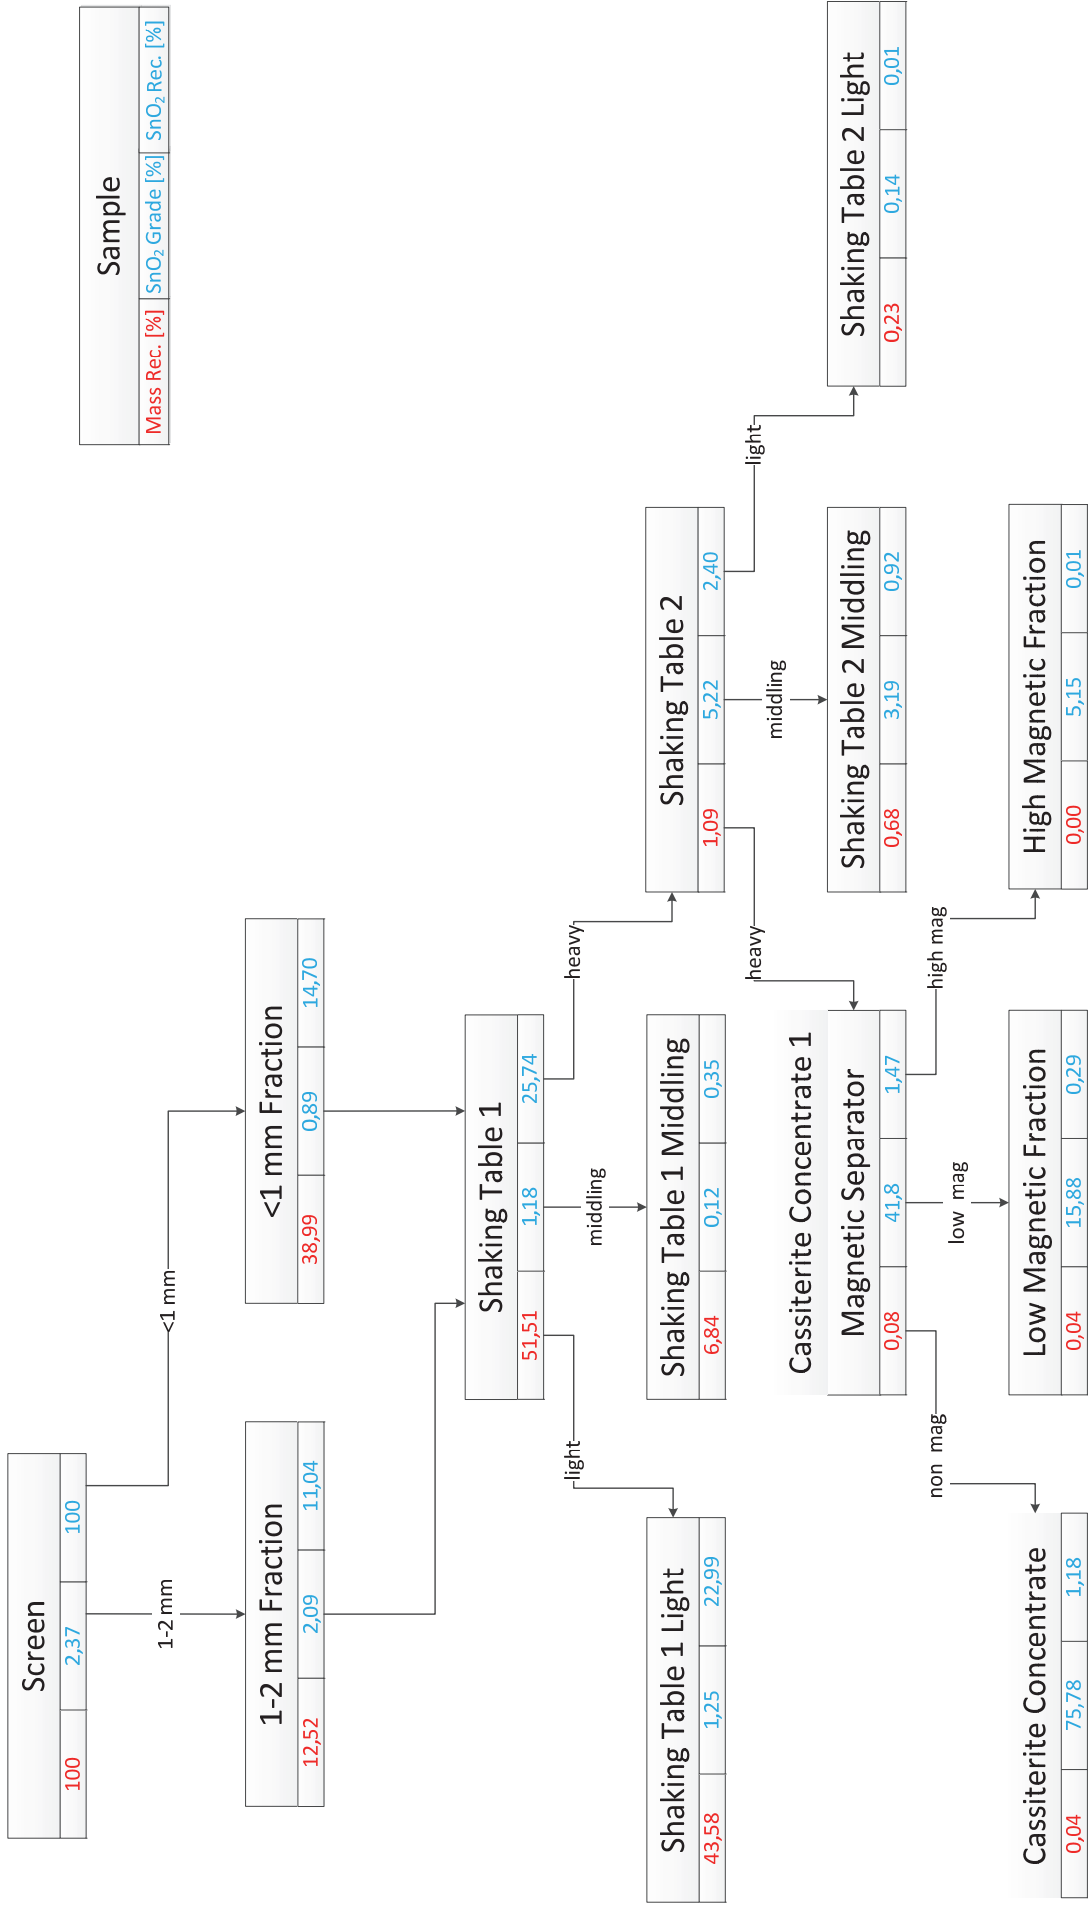 Sample
Mass Rec. [%] SnO₂ Grade [%] SnO₂ Rec. [%]
Screen
100 2,37 100
1-2 mm
<1 mm
1-2 mm Fraction
12,52 2,09 11,04
<1 mm Fraction
38,99 0,89 14,70
Shaking Table 1
51,51 1,18 25,74
light
middling
heavy
Shaking Table 1 Light
43,58 1,25 22,99
Shaking Table 1 Middling
6,84 0,12 0,35
Shaking Table 2
1,09 5,22 2,40
heavy
middling
light
Cassiterite Concentrate 1
Magnetic Separator
0,08 41,8 1,47
Shaking Table 2 Middling
0,68 3,19 0,92
Shaking Table 2 Light
0,23 0,14 0,01
non mag
low mag
high mag
Cassiterite Concentrate
0,04 75,78 1,18
Low Magnetic Fraction
0,04 15,88 0,29
High Magnetic Fraction
0,00 5,15 0,01